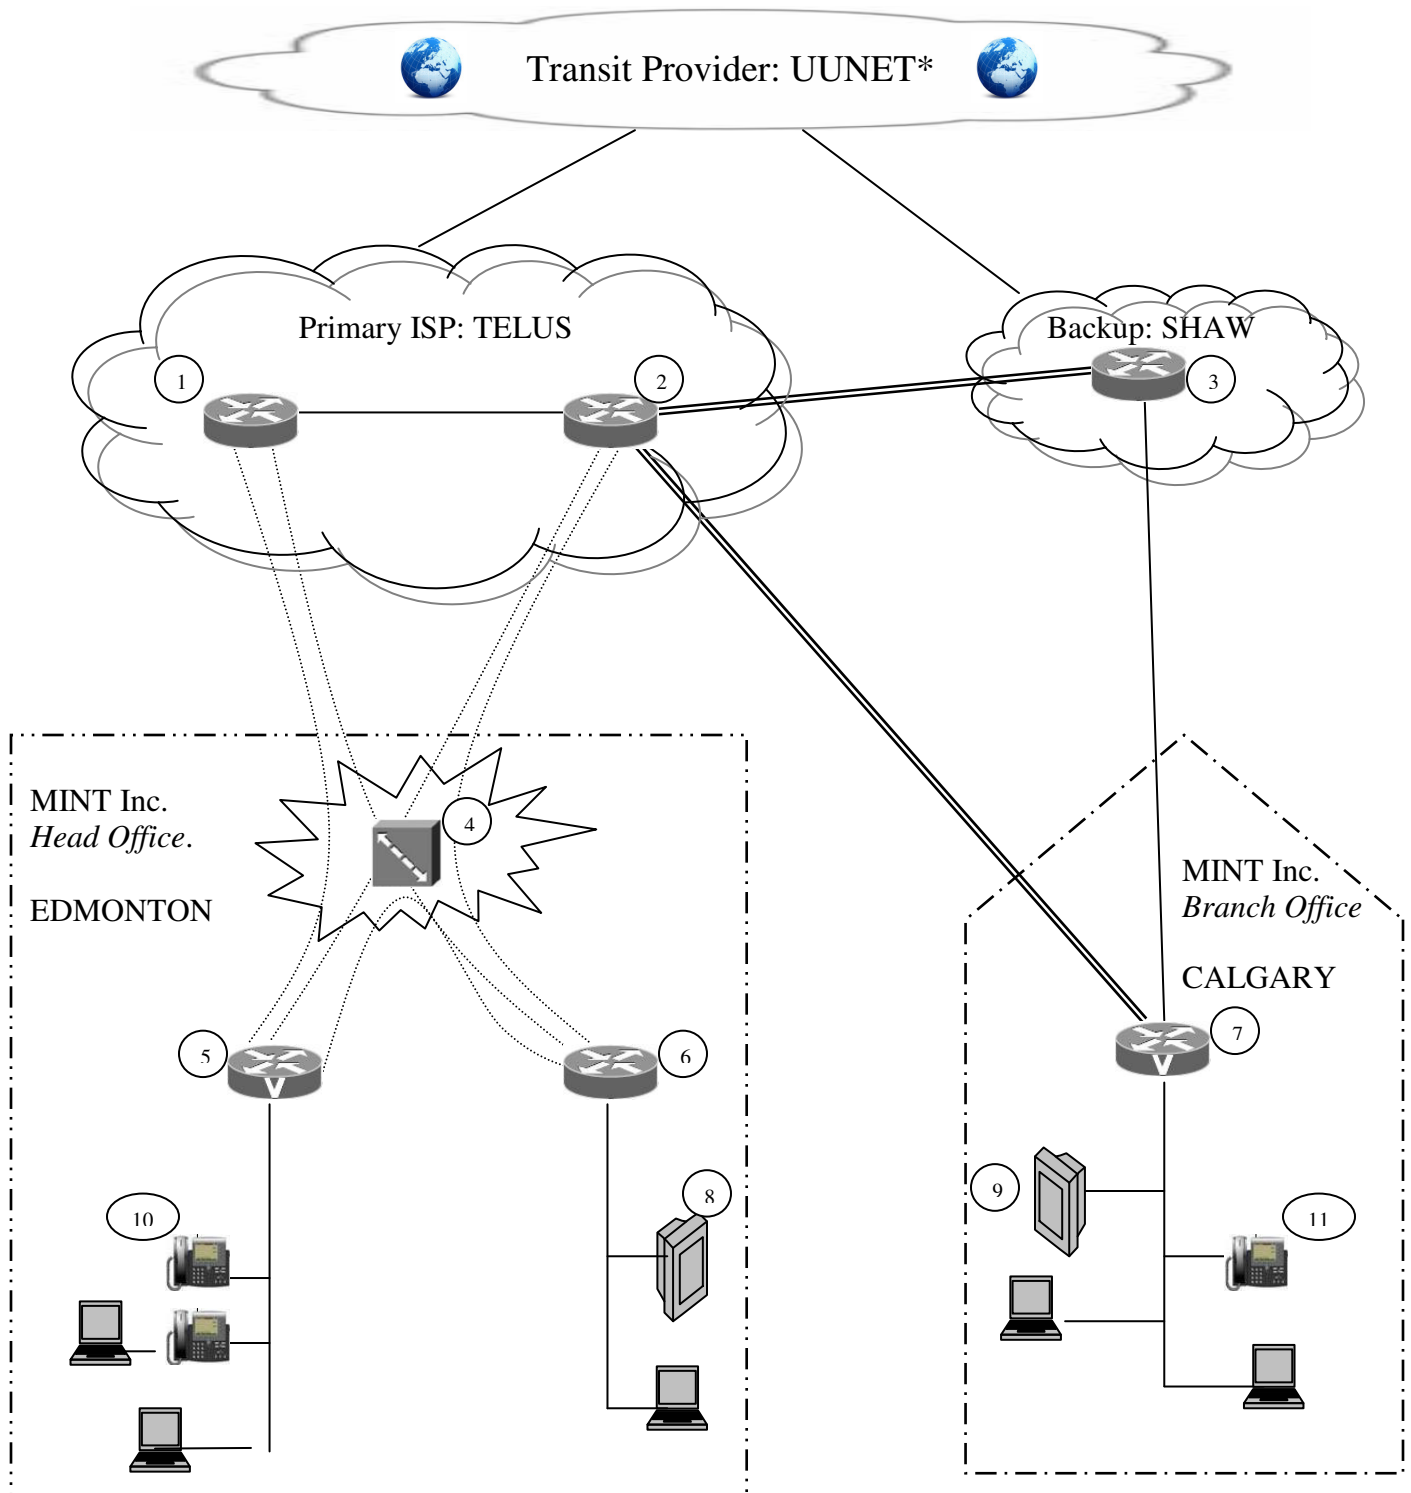 Transit Provider: UUNET*
Primary ISP: TELUS
Backup: SHAW
1
2
3
MINT Inc.
Head Office.
EDMONTON
4
MINT Inc.
Branch Office
CALGARY
5
6
7
8
9
10
11
V
V